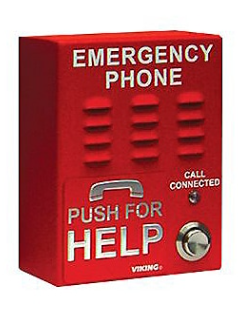 EMERGENCY
PHONE
CALL
CONNECTED
PUSH FOR
HELP
VIKING®